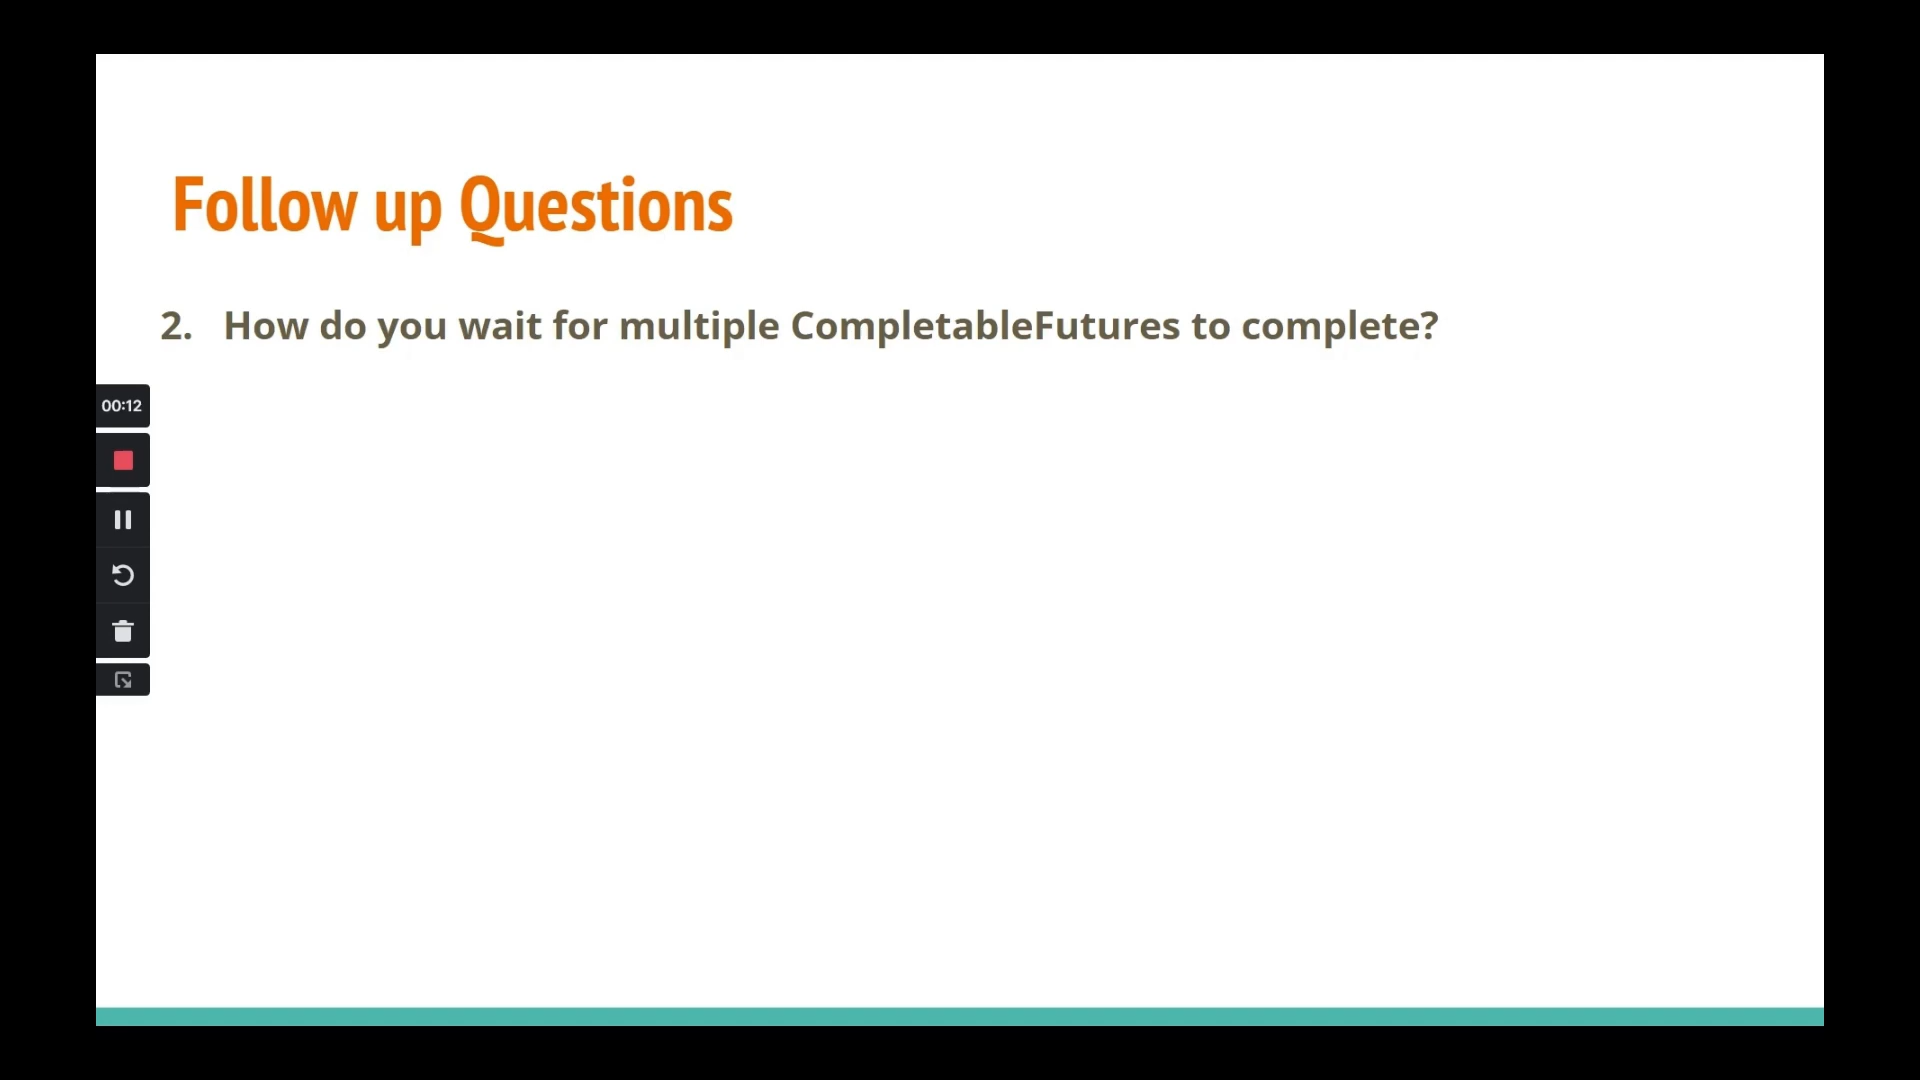 Follow up Questions
2. How do you wait for multiple CompletableFutures to complete?
00:12